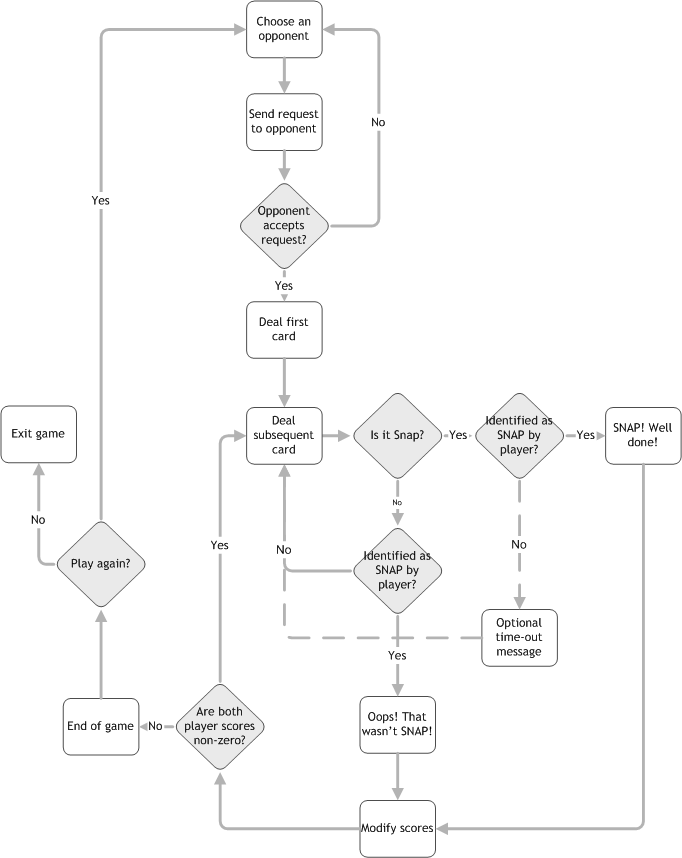 Choose an
opponent
Send request
to opponent
No
Yes
Opponent
accepts
request?
Yes
Deal first
card
Exit game
Deal
subsequent
card
Is it Snap?
Yes
Identified as
SNAP by
player?
Yes
SNAP! Well
done!
No
No
Play again?
Yes
No
Identified as
SNAP by
player?
No
Optional
time-out
message
Yes
End of game
No
Are both
player scores
non-zero?
Oops! That
wasn't SNAP!
Modify scores